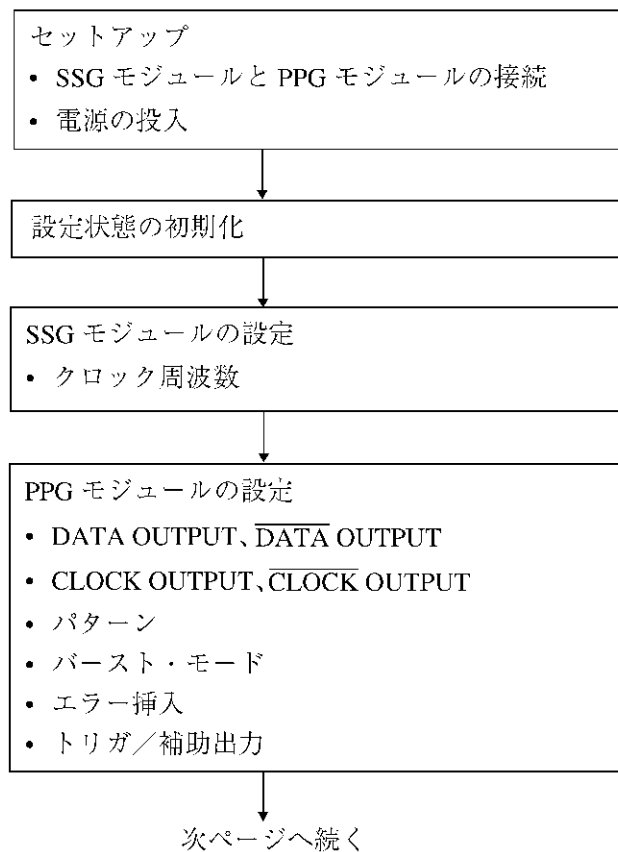 セットアップ
• SSG モジュールと PPG モジュールの接続
• 電源の投入
設定状態の初期化
SSG モジュールの設定
• クロック周波数
PPG モジュールの設定
• DATA OUTPUT、D̅A̅T̅A̅ OUTPUT
• CLOCK OUTPUT、C̅L̅O̅C̅K̅ OUTPUT
• パターン
• バースト・モード
• エラー挿入
• トリガ／補助出力
次ページへ続く